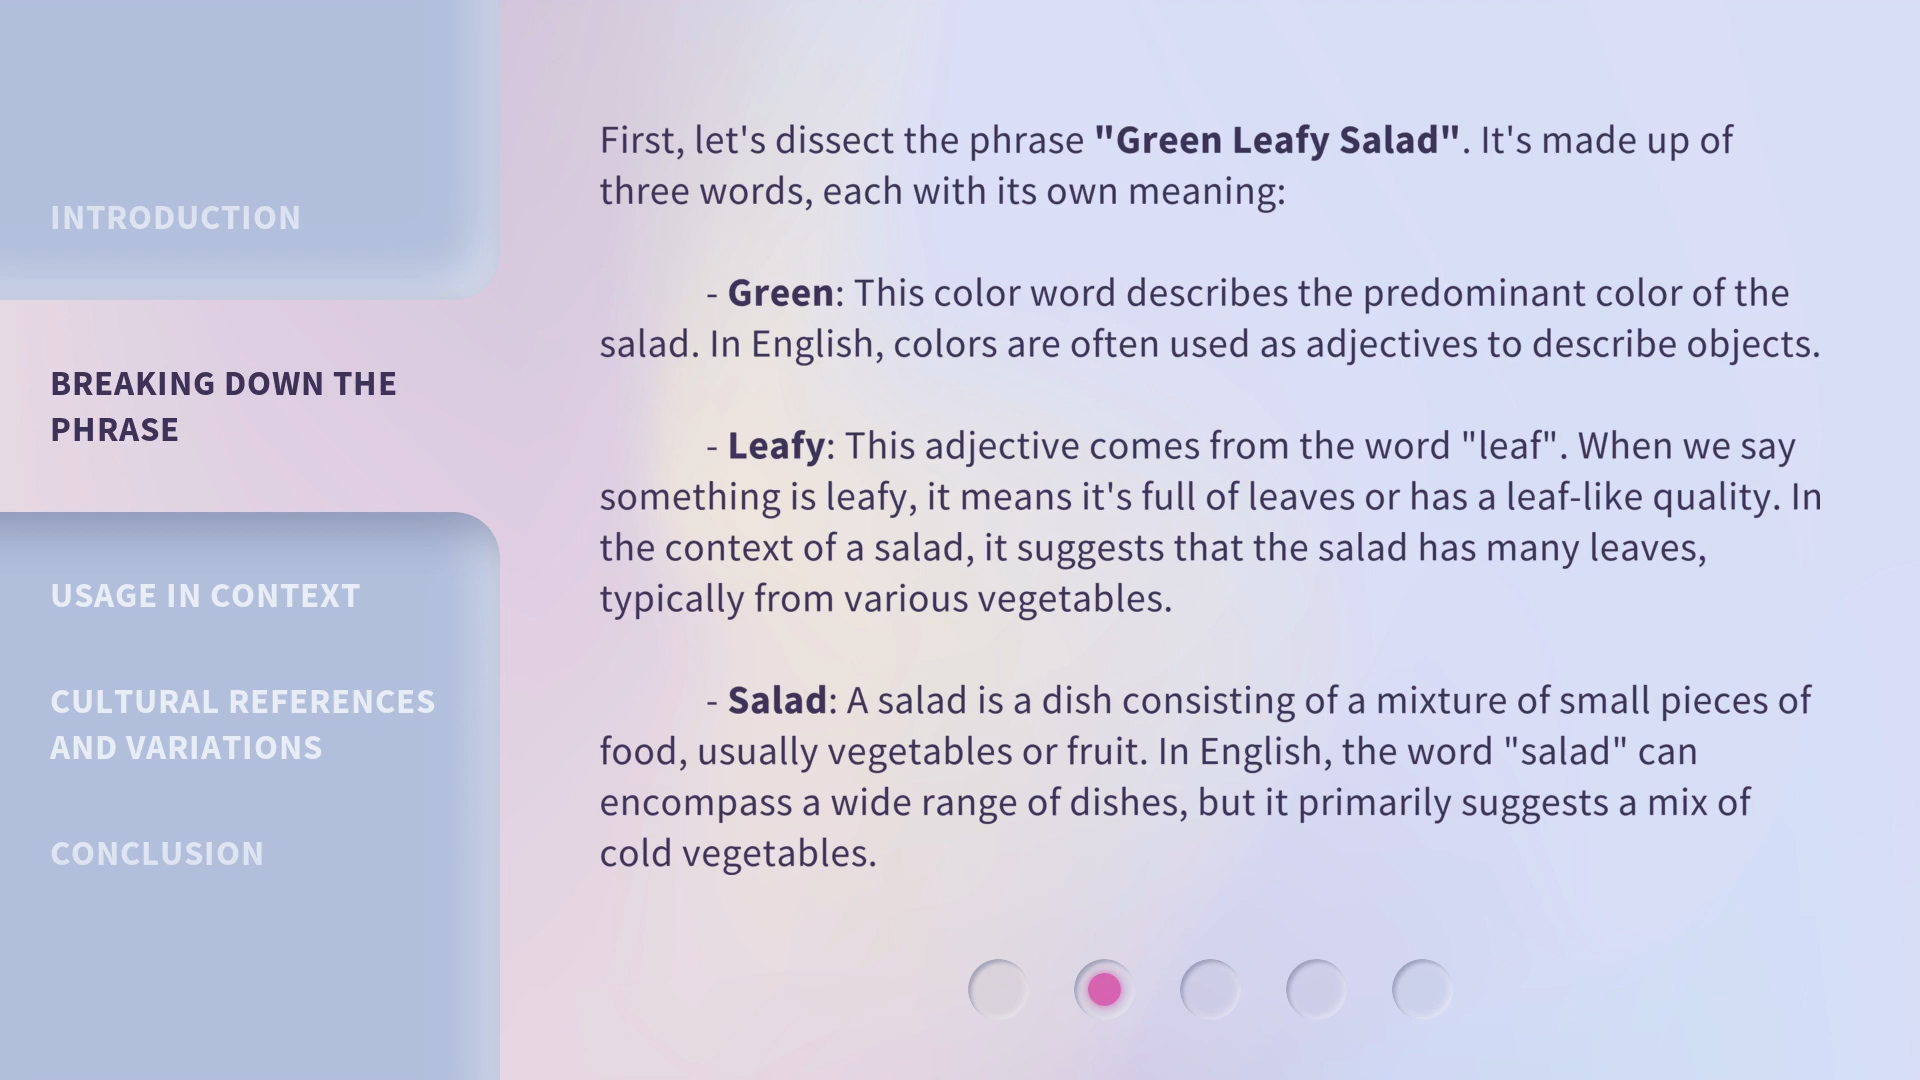 INTRODUCTION
BREAKING DOWN THE
PHRASE
USAGE IN CONTEXT
CULTURAL REFERENCES
AND VARIATIONS
CONCLUSION
First, let's dissect the phrase "Green Leafy Salad". It's made up of
three words, each with its own meaning:
- Green: This color word describes the predominant color of the
salad. In English, colors are often used as adjectives to describe objects.
- Leafy: This adjective comes from the word "leaf". When we say
something is leafy, it means it's full of leaves or has a leaf-like quality. In
the context of a salad, it suggests that the salad has many leaves,
typically from various vegetables.
- Salad: A salad is a dish consisting of a mixture of small pieces of
food, usually vegetables or fruit. In English, the word "salad" can
encompass a wide range of dishes, but it primarily suggests a mix of
cold vegetables.